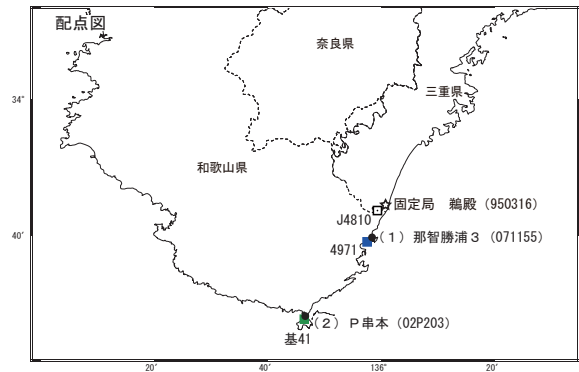 配点図
奈良県
34°
三重県
和歌山県
固定局　鵜殿（950316）
J4810
40′
（１）那智勝浦３（071155）
4971
（２）Ｐ串本（02P203）
基41
20′
40′
136°
20′